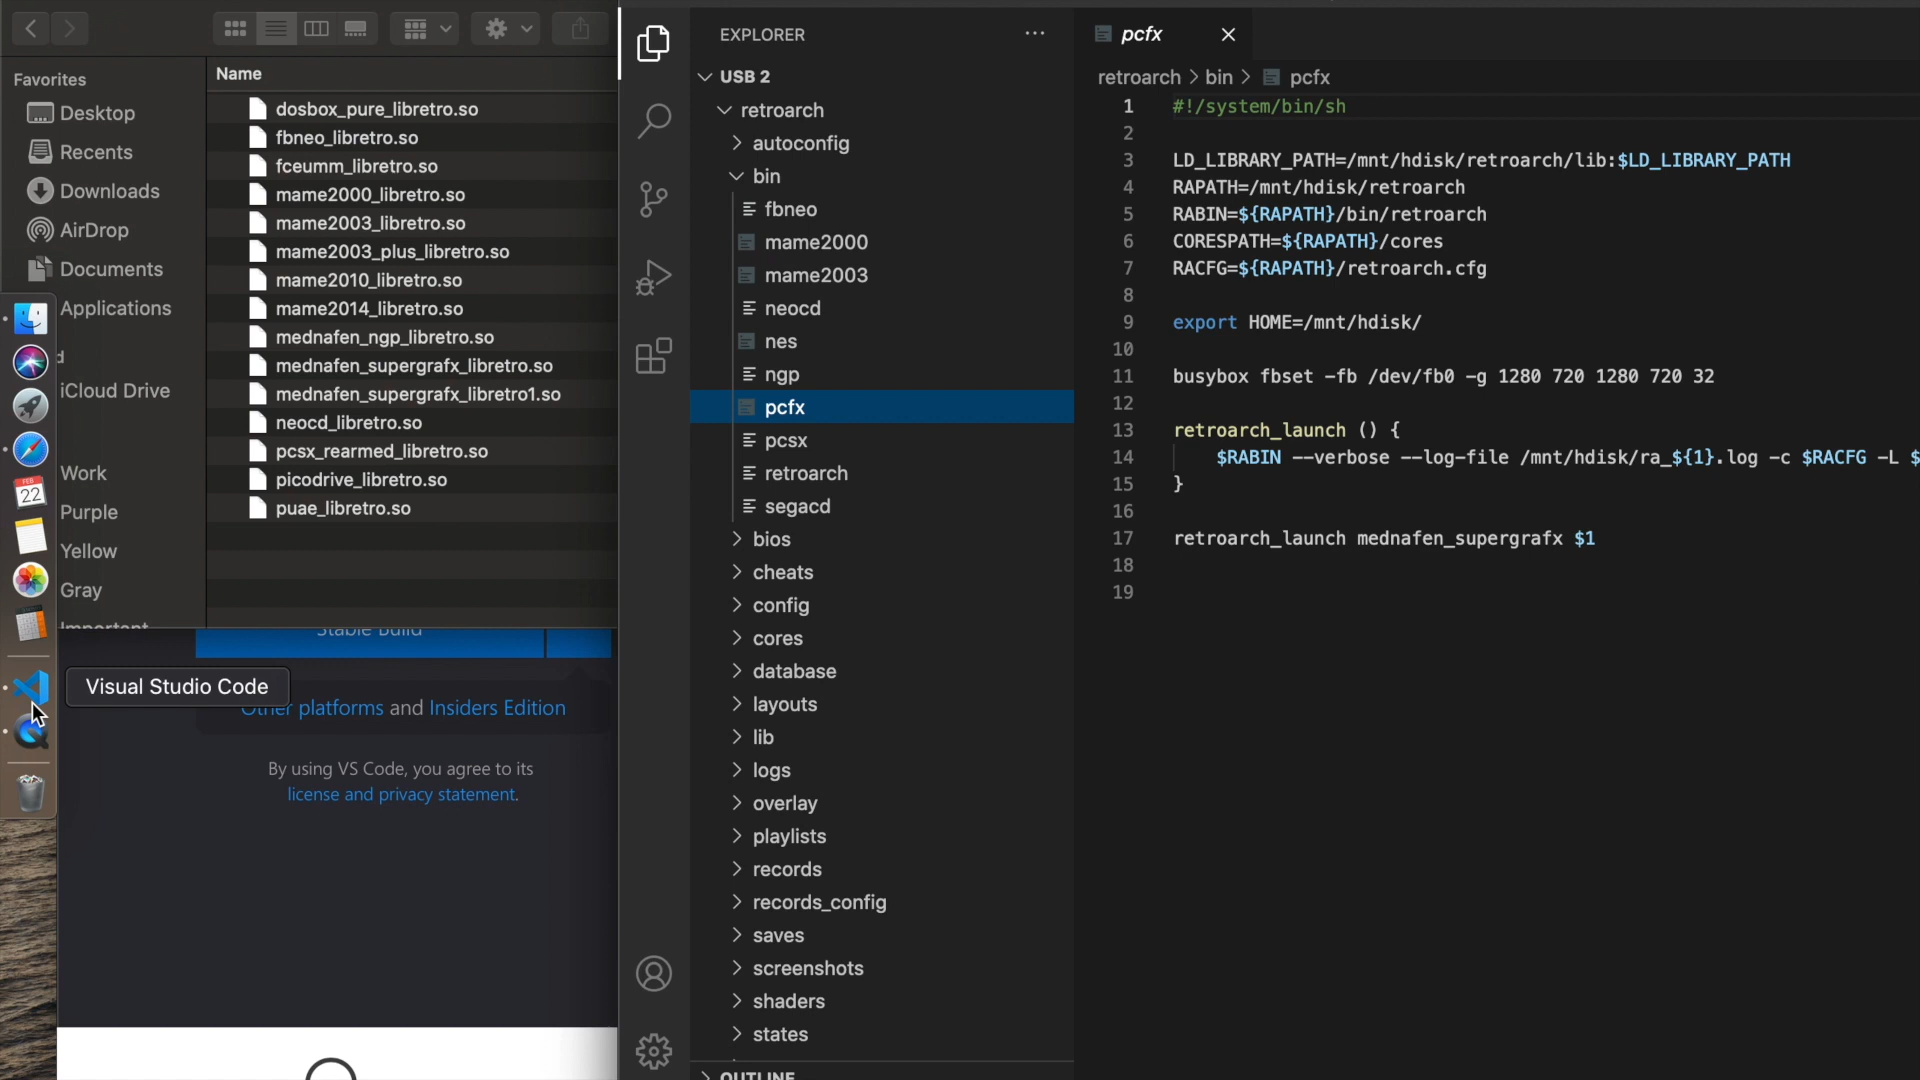 Favorites
Desktop
Recents
Downloads
AirDrop
Documents
Applications
d
iCloud Drive
Work
Purple
Yellow
Gray
Important
FEB
22
Name
dosbox_pure_libretro.so
fbneo_libretro.so
fceumm_libretro.so
mame2000_libretro.so
mame2003_libretro.so
mame2003_plus_libretro.so
mame2010_libretro.so
mame2014_libretro.so
mednafen_ngp_libretro.so
mednafen_supergrafx_libretro.so
mednafen_supergrafx_libretro1.so
neocd_libretro.so
pcsx_rearmed_libretro.so
picodrive_libretro.so
puae_libretro.so
Stable Build
Visual Studio Code
Other platforms and Insiders Edition
By using VS Code, you agree to its
license and privacy statement.
EXPLORER
USB 2
retroarch
autoconfig
bin
fbneo
mame2000
mame2003
neocd
nes
ngp
pcfx
pcsx
retroarch
segacd
bios
cheats
config
cores
database
layouts
lib
logs
overlay
playlists
records
records_config
saves
screenshots
shaders
states
OUTLINE
pcfx
retroarch > bin > pcfx
1 #!/system/bin/sh
2
3 LD_LIBRARY_PATH=/mnt/hdisk/retroarch/lib:$LD_LIBRARY_PATH
4 RAPATH=/mnt/hdisk/retroarch
5 RABIN=${RAPATH}/bin/retroarch
6 CORESPATH=${RAPATH}/cores
7 RACFG=${RAPATH}/retroarch.cfg
8
9 export HOME=/mnt/hdisk/
10
11 busybox fbset -fb /dev/fb0 -g 1280 720 1280 720 32
12
13 retroarch_launch () {
14 $RABIN --verbose --log-file /mnt/hdisk/ra_${1}.log -c $RACFG -L $
15 }
16
17 retroarch_launch mednafen_supergrafx $1
18
19